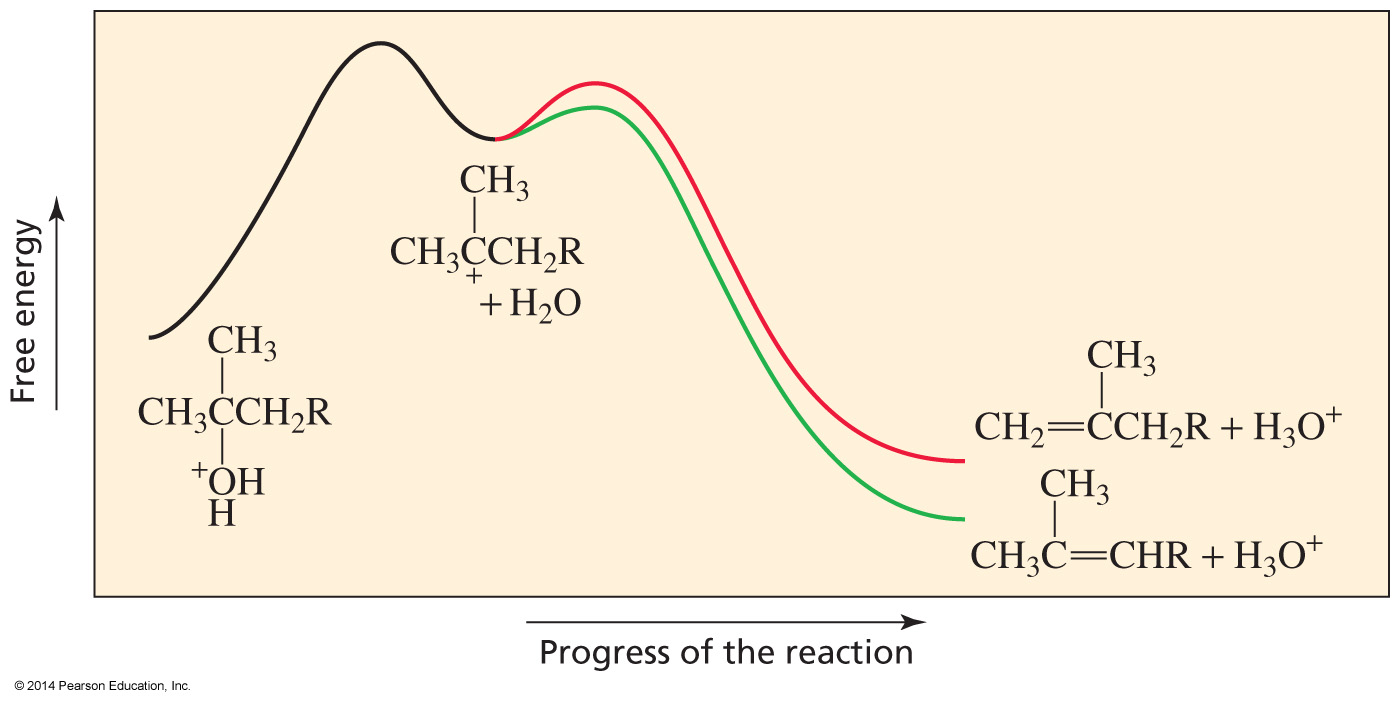 Free energy
CH₃
CH₃CCH₂R
⁺OH
H
CH₃
CH₃CCH₂R
+
+ H₂O
CH₃
CH₂=CCH₂R + H₃O⁺
CH₃
CH₃C=CHR + H₃O⁺
Progress of the reaction
© 2014 Pearson Education, Inc.